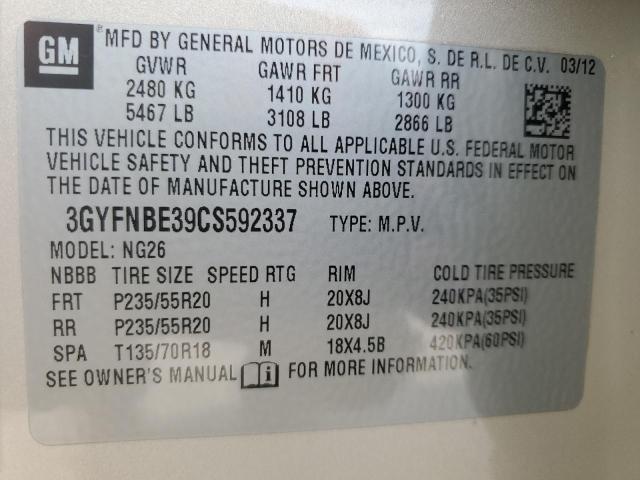 GM ® MFD BY GENERAL MOTORS DE MEXICO, S. DE R.L. DE C.V. 03/12
GVWR GAWR FRT GAWR RR
2480 KG 1410 KG 1300 KG
5467 LB 3108 LB 2866 LB
THIS VEHICLE CONFORMS TO ALL APPLICABLE U.S. FEDERAL MOTOR
VEHICLE SAFETY AND THEFT PREVENTION STANDARDS IN EFFECT ON
THE DATE OF MANUFACTURE SHOWN ABOVE.
3GYFNBE39CS592337 TYPE: M.P.V.
MODEL: NG26
NBBB TIRE SIZE SPEED RTG RIM COLD TIRE PRESSURE
FRT P235/55R20 H 20X8J 240KPA(35PSI)
RR P235/55R20 H 20X8J 240KPA(35PSI)
SPA T135/70R18 M 18X4.5B 420KPA(60PSI)
SEE OWNER'S MANUAL i FOR MORE INFORMATION.